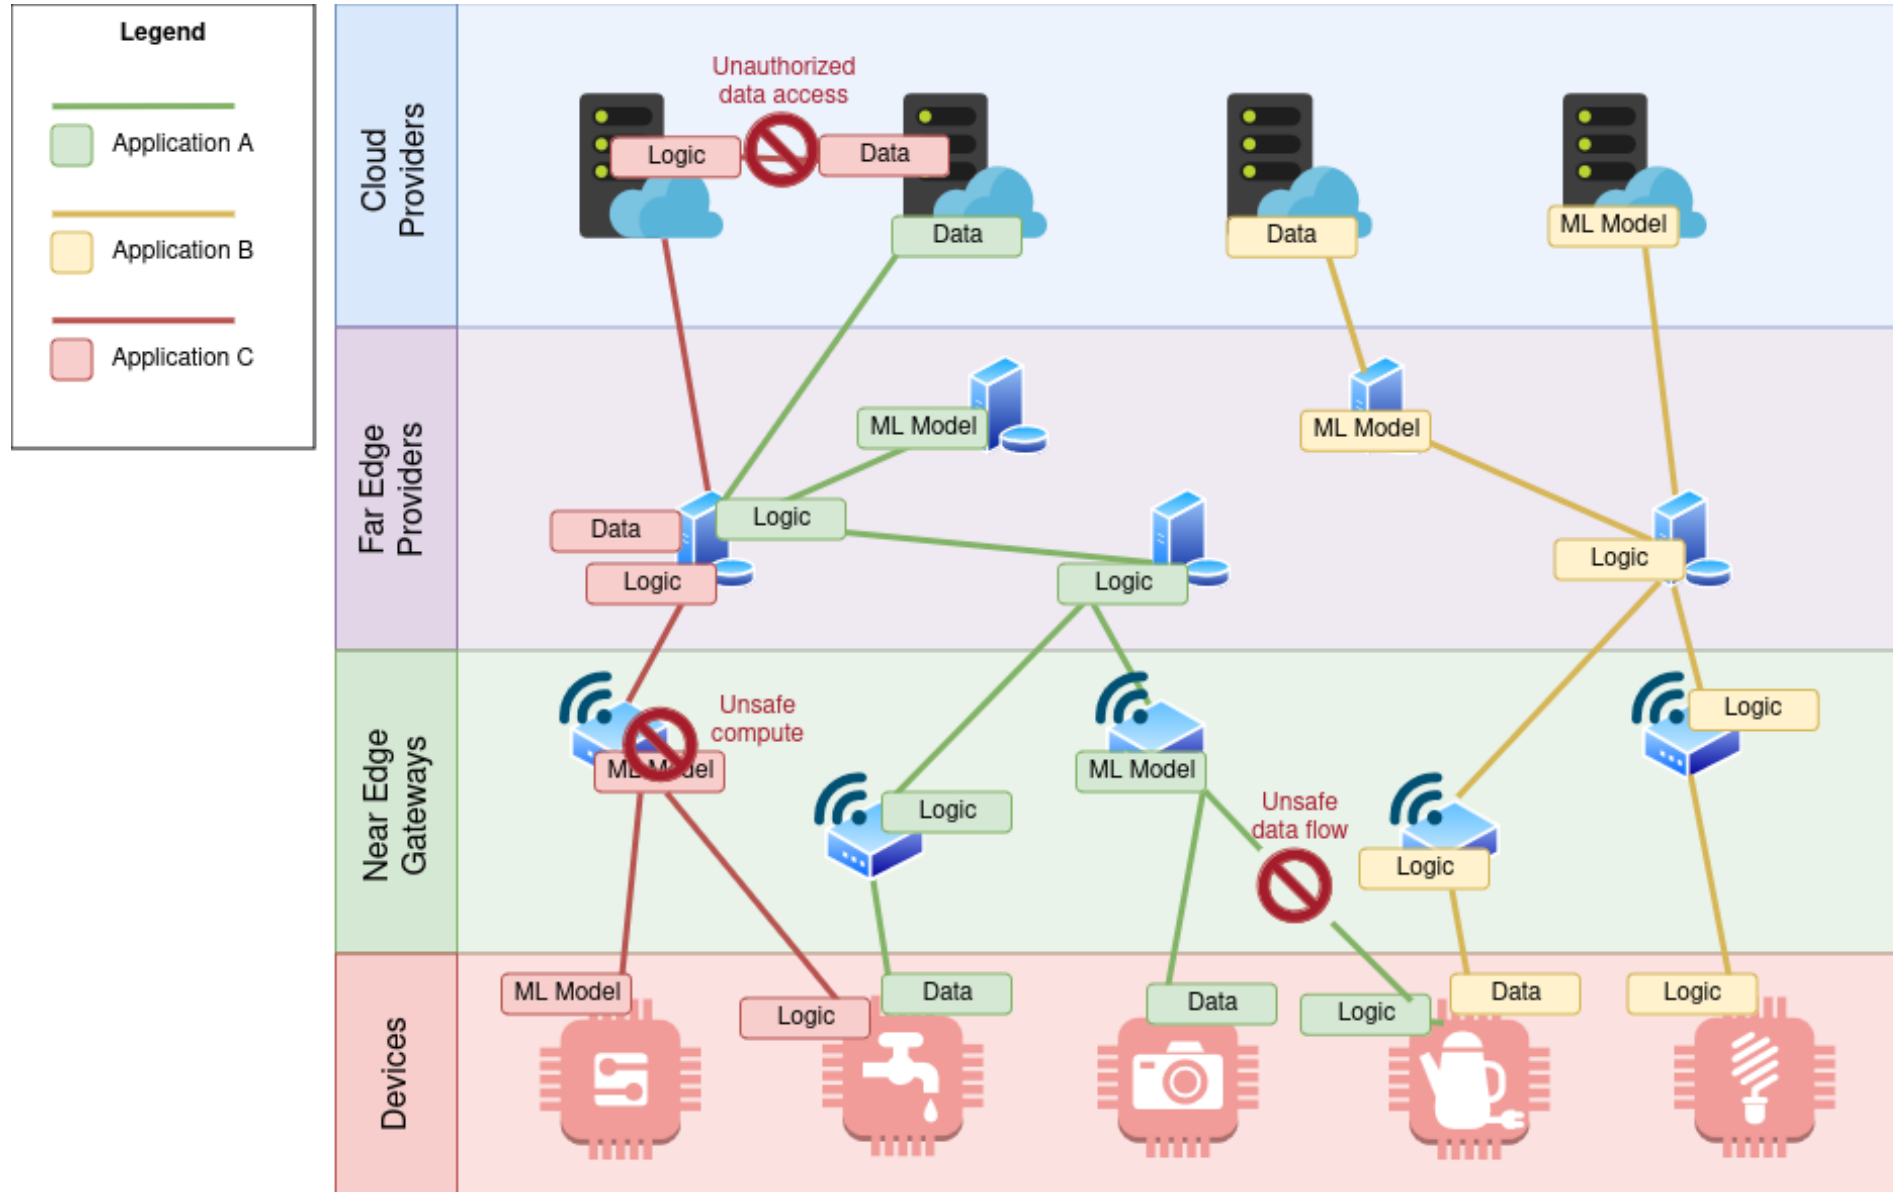 Legend
Application A
Application B
Application C
Cloud
Providers
Unauthorized
data access
Logic
Data
Data
Data
ML Model
Far Edge
Providers
ML Model
ML Model
Logic
Data
Logic
Logic
Logic
Near Edge
Gateways
Unsafe
compute
ML Model
Logic
ML Model
Unsafe
data flow
Logic
Logic
Devices
ML Model
Logic
Data
Data
Logic
Data
Logic